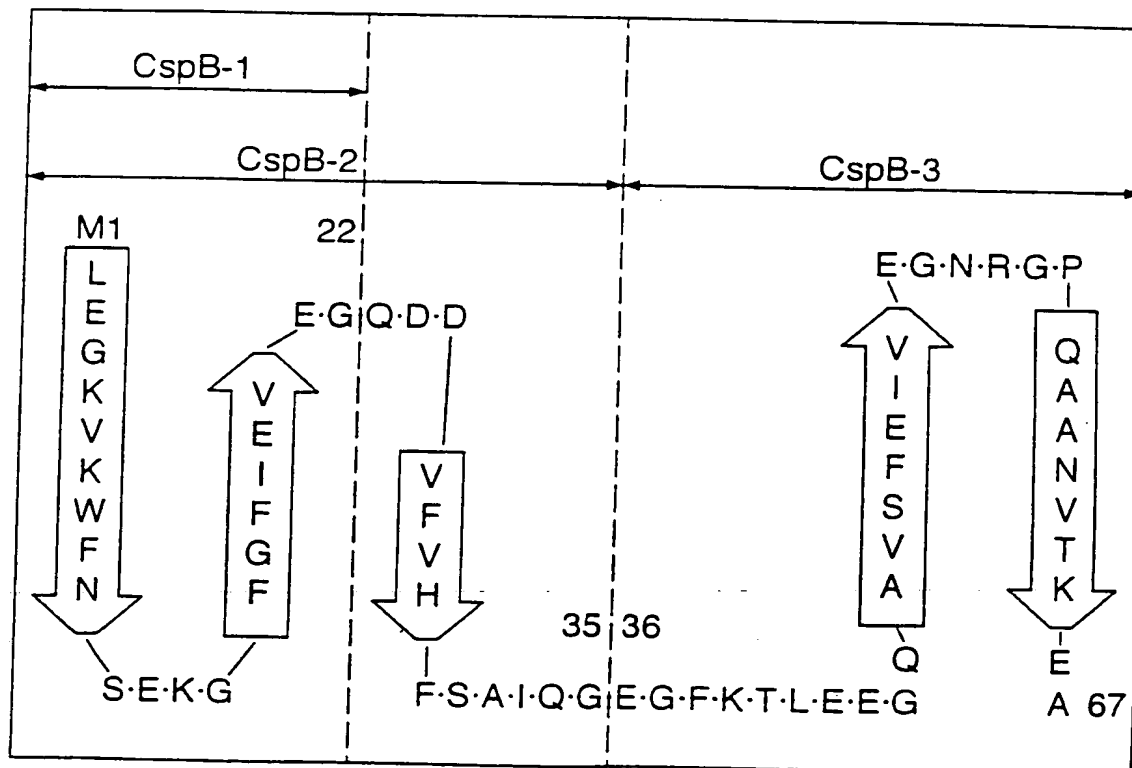 CspB-1
CspB-2
CspB-3
M1
22
L
E
G
K
V
K
W
F
N
S·E·K·G
F
G
F
I
E
V
E·G·Q·D·D
V
F
V
H
35 36
F·S·A·I·Q·G·E·G·F·K·T·L·E·E·G
Q
A
V
S
F
E
I
V
E·G·N·R·G·P
Q
A
A
N
V
T
K
E
A 67